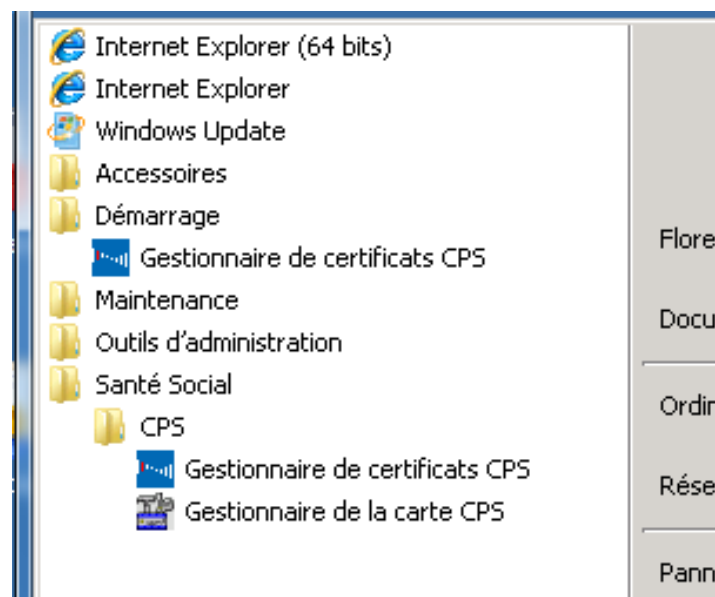 Internet Explorer (64 bits)
Internet Explorer
Windows Update
Accessoires
Démarrage
Gestionnaire de certificats CPS
Maintenance
Outils d'administration
Santé Social
CPS
Gestionnaire de certificats CPS
Gestionnaire de la carte CPS
Flore
Docu
Ordin
Rése
Pann